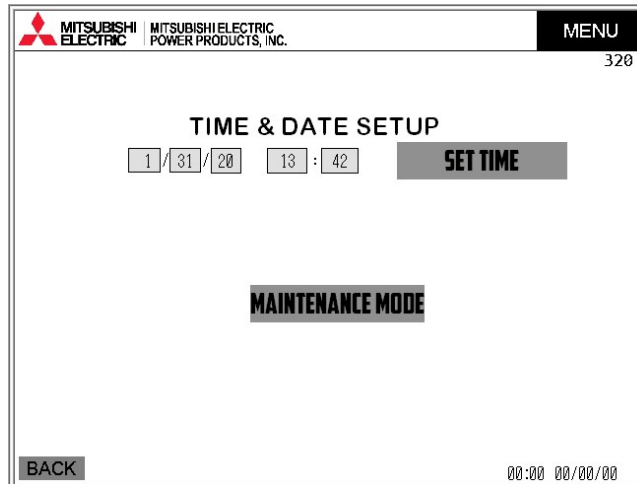 MITSUBISHI ELECTRIC
MITSUBISHI ELECTRIC POWER PRODUCTS, INC.
MENU
320
TIME & DATE SETUP
1 / 31 / 20 13 : 42 SET TIME
MAINTENANCE MODE
BACK
00:00 00/00/00